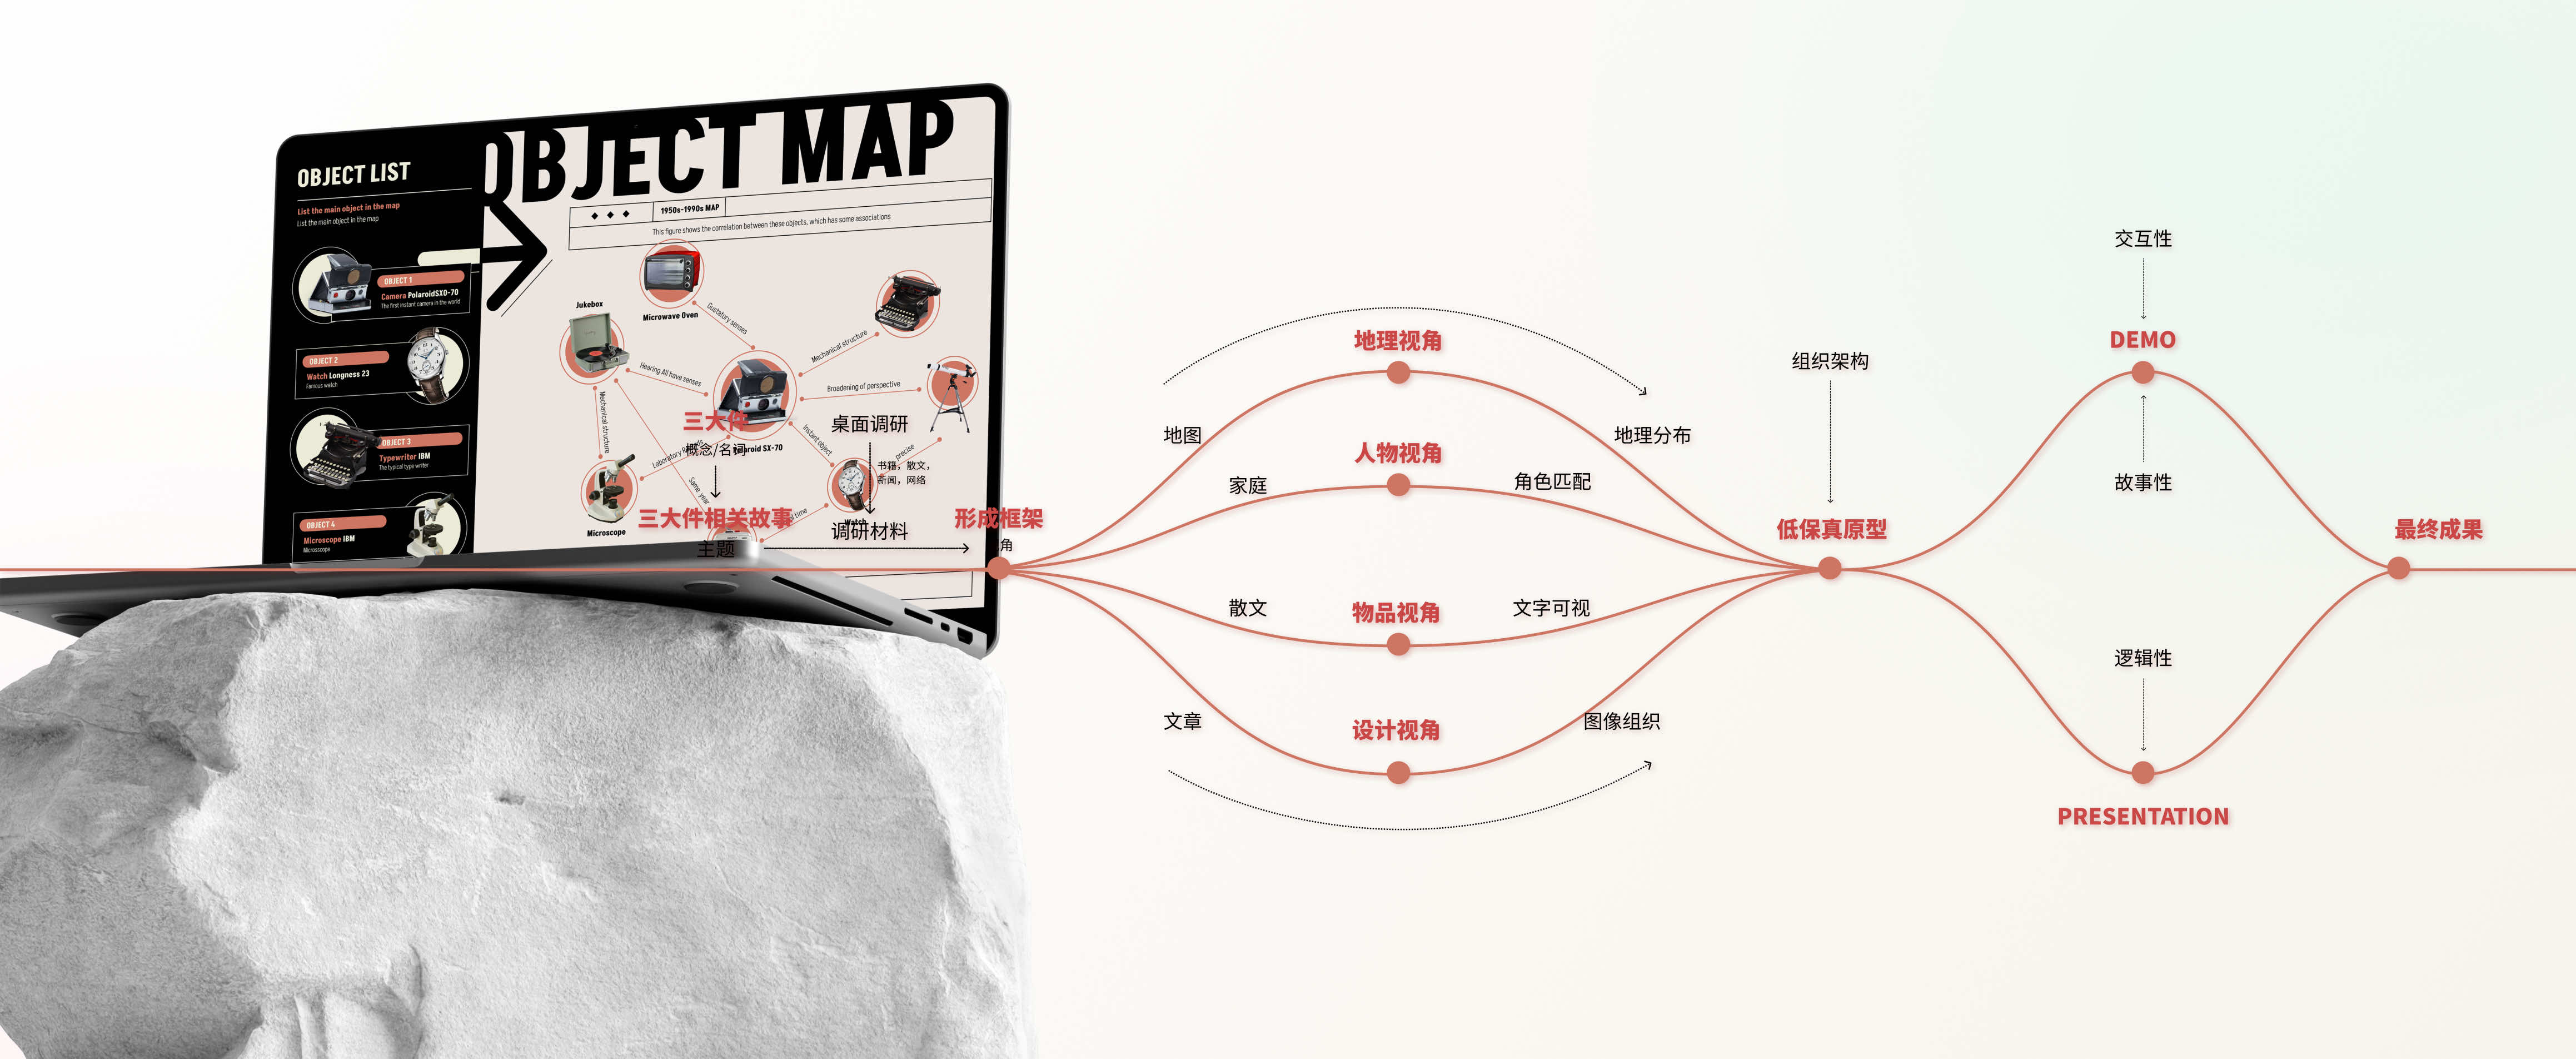 OBJECT LIST
List the main object in the map
List the main object in the map
OBJECT 1
Camera PolaroidSX0-70
The first instant camera in the world
OBJECT 2
Watch Longness 23
Famous watch
OBJECT 3
Typewriter IBM
The typical type writer
OBJECT 4
Microscope IBM
Microsscope
OBJECT MAP
1950s-1990s MAP
This figure shows the correlation between these objects, which has some associations
Microwave Oven
Jukebox
Gustatory senses
Mechanical structure
Hearing All have senses
Broadening of perspective
Mechanical structure
Instant object
precise
Same year
Microscope
Watch
三大件
概念/名词
三大件相关故事
主题
桌面调研
书籍，散文，
新闻，网络
调研材料
形成框架
角
地图
地理视角
地理分布
家庭
人物视角
角色匹配
散文
物品视角
文字可视
文章
设计视角
图像组织
组织架构
低保真原型
交互性
DEMO
故事性
逻辑性
PRESENTATION
最终成果